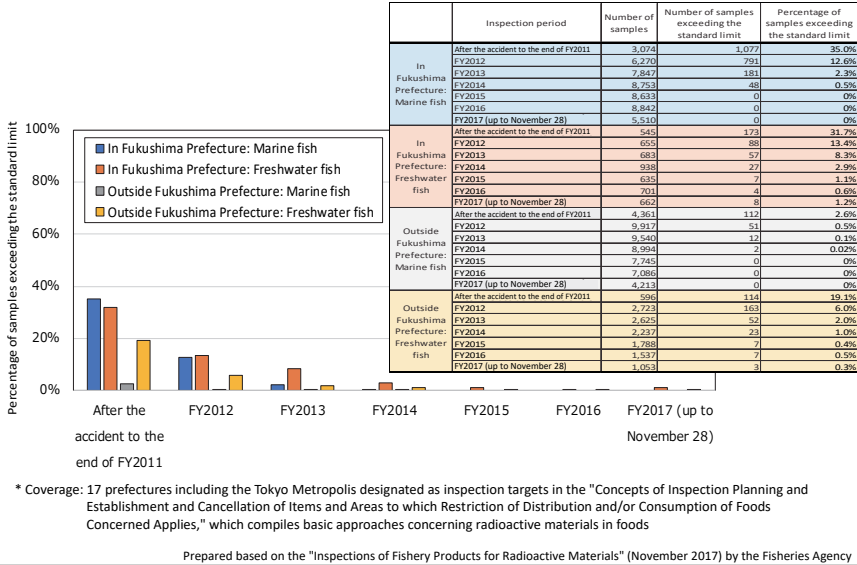 Inspection period
Number of samples
Number of samples exceeding the standard limit
Percentage of samples exceeding the standard limit
In Fukushima Prefecture: Marine fish
After the accident to the end of FY2011 3,074 1,077 35.0%
FY2012 6,270 791 12.6%
FY2013 7,847 181 2.3%
FY2014 8,753 48 0.5%
FY2015 8,633 0 0%
FY2016 8,842 0 0%
FY2017 (up to November 28) 5,510 0 0%
In Fukushima Prefecture: Freshwater fish
After the accident to the end of FY2011 545 173 31.7%
FY2012 655 88 13.4%
FY2013 683 57 8.3%
FY2014 938 27 2.9%
FY2015 635 7 1.1%
FY2016 701 4 0.6%
FY2017 (up to November 28) 662 8 1.2%
Outside Fukushima Prefecture: Marine fish
After the accident to the end of FY2011 4,361 112 2.6%
FY2012 9,917 51 0.5%
FY2013 9,540 12 0.1%
FY2014 8,994 2 0.02%
FY2015 7,745 0 0%
FY2016 7,086 0 0%
FY2017 (up to November 28) 4,213 0 0%
Outside Fukushima Prefecture: Freshwater fish
After the accident to the end of FY2011 596 114 19.1%
FY2012 2,723 163 6.0%
FY2013 2,625 52 2.0%
FY2014 2,237 23 1.0%
FY2015 1,788 7 0.4%
FY2016 1,537 7 0.5%
FY2017 (up to November 28) 1,053 3 0.3%
Percentage of samples exceeding the standard limit
100%
80%
60%
40%
20%
0%
In Fukushima Prefecture: Marine fish
In Fukushima Prefecture: Freshwater fish
Outside Fukushima Prefecture: Marine fish
Outside Fukushima Prefecture: Freshwater fish
After the accident to the end of FY2011
FY2012
FY2013
FY2014
FY2015
FY2016
FY2017 (up to November 28)
* Coverage: 17 prefectures including the Tokyo Metropolis designated as inspection targets in the "Concepts of Inspection Planning and
Establishment and Cancellation of Items and Areas to which Restriction of Distribution and/or Consumption of Foods
Concerned Applies," which compiles basic approaches concerning radioactive materials in foods
Prepared based on the "Inspections of Fishery Products for Radioactive Materials" (November 2017) by the Fisheries Agency